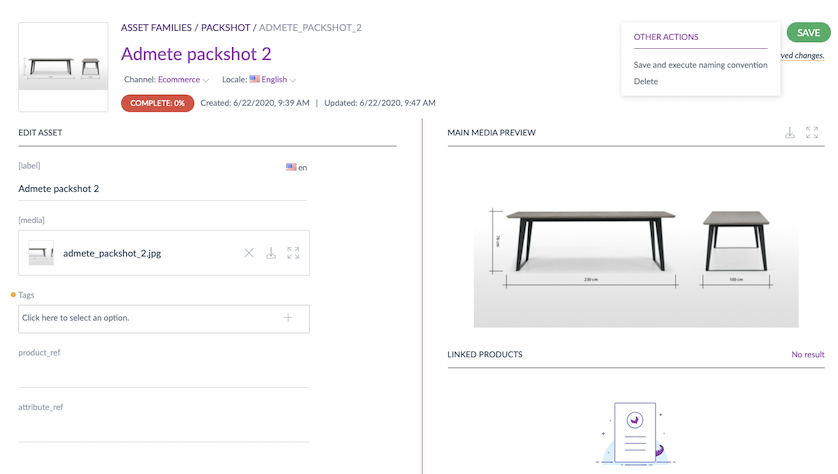 ASSET FAMILIES / PACKSHOT / ADMETE_PACKSHOT_2
Admete packshot 2
Channel: Ecommerce
Locale: English
COMPLETE: 0%
Created: 6/22/2020, 9:39 AM | Updated: 6/22/2020, 9:47 AM
OTHER ACTIONS
Save and execute naming convention
Delete
SAVE
ved changes.
EDIT ASSET
[label]
en
Admete packshot 2
[media]
admete_packshot_2.jpg
Tags
Click here to select an option.
product_ref
attribute_ref
MAIN MEDIA PREVIEW
76 cm
230 cm
100 cm
LINKED PRODUCTS
No result